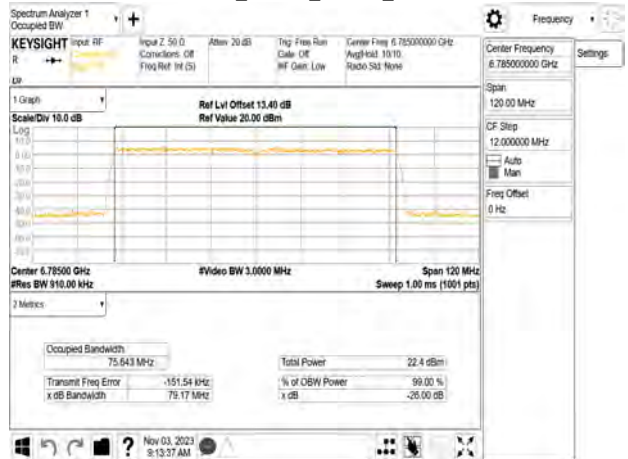 Spectrum Analyzer 1
Occupied BW
+
Frequency
KEYSIGHT
Input: RF
Input Z: 50 Ω
Atten: 20 dB
Trig: Free Run
Center Freq: 6.785000000 GHz
Corrections: Off
Gate: Off
Avg|Hold: 10/10
R
Freq Ref: Int (S)
#IF Gain: Low
Radio Std: None
Center Frequency
6.785000000 GHz
Settings
Span
120.00 MHz
CF Step
12.000000 MHz
Auto
Man
Freq Offset
0 Hz
1 Graph
Ref Lvl Offset 13.40 dB
Scale/Div 10.0 dB
Ref Value 20.00 dBm
Log
10.0
0.00
Center 6.78500 GHz
#Video BW 3.0000 MHz
Span 120 MHz
#Res BW 910.00 kHz
Sweep 1.00 ms (1001 pts)
2 Metrics
Occupied Bandwidth
75.643 MHz
Total Power
22.4 dBm
Transmit Freq Error
-151.54 kHz
% of OBW Power
99.00 %
x dB Bandwidth
79.17 MHz
x dB
-26.00 dB
?
Nov 03, 2023
9:13:37 AM